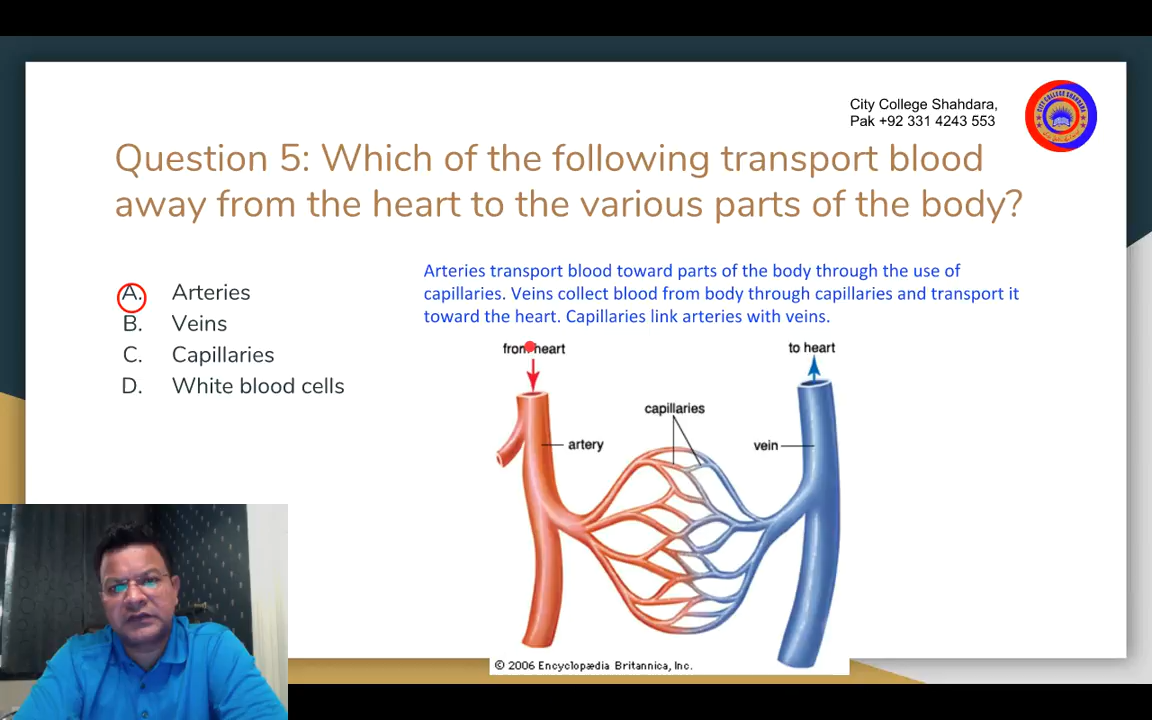 City College Shahdara,
Pak +92 331 4243 553
CITY COLLEGE SHAHDARA
Question 5: Which of the following transport blood
away from the heart to the various parts of the body?
A. Arteries
B. Veins
C. Capillaries
D. White blood cells
Arteries transport blood toward parts of the body through the use of
capillaries. Veins collect blood from body through capillaries and transport it
toward the heart. Capillaries link arteries with veins.
from heart
to heart
capillaries
artery
vein
© 2006 Encyclopædia Britannica, Inc.